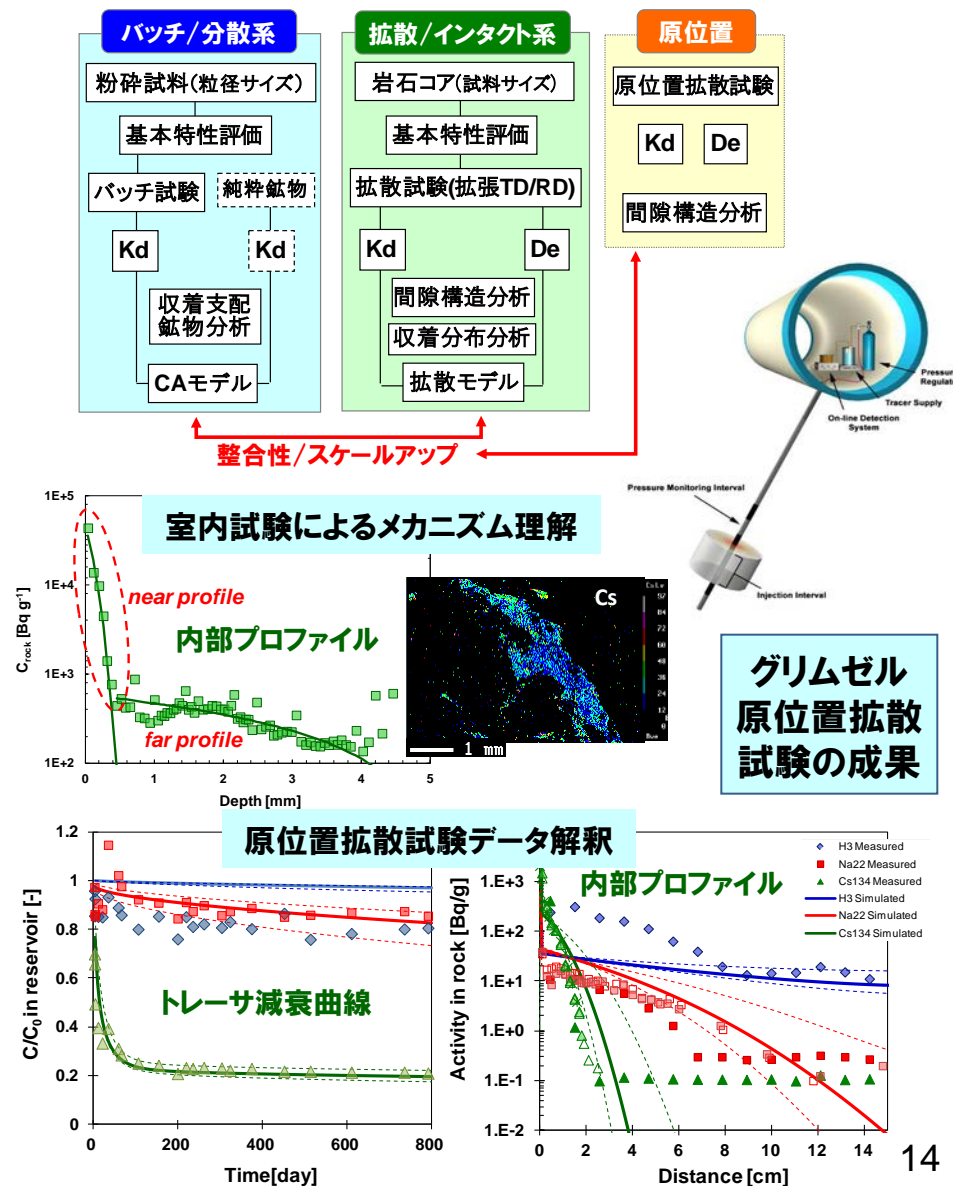 バッチ/分散系
粉砕試料(粒径サイズ)
基本特性評価
バッチ試験
純粋鉱物
Kd
Kd
収着支配
鉱物分析
CAモデル
拡散/インタクト系
岩石コア(試料サイズ)
基本特性評価
拡散試験(拡張TD/RD)
Kd
De
間隙構造分析
収着分布分析
拡散モデル
原位置
原位置拡散試験
Kd
De
間隙構造分析
整合性/スケールアップ
Pressure
Regulato
Tracer Supply
On-line Detection
System
Pressure Monitoring Interval
Injection Interval
室内試験によるメカニズム理解
1E+5
1E+4
1E+3
1E+2
C rock [Bq g-1]
near profile
内部プロファイル
far profile
0 1 2 3 4 5
Depth [mm]
Cs
1 mm
97
84
72
60
48
36
24
12
0
グリムゼル
原位置拡散
試験の成果
原位置拡散試験データ解釈
1.2
1
0.8
0.6
0.4
0.2
0
C/C0 in reservoir [-]
トレーサ減衰曲線
0 200 400 600 800
Time[day]
内部プロファイル
H3 Measured
Na22 Measured
Cs134 Measured
H3 Simulated
Na22 Simulated
Cs134 Simulated
1.E+3
1.E+2
1.E+1
1.E+0
1.E-1
1.E-2
Activity in rock [Bq/g]
0 2 4 6 8 10 12 14
Distance [cm]
14